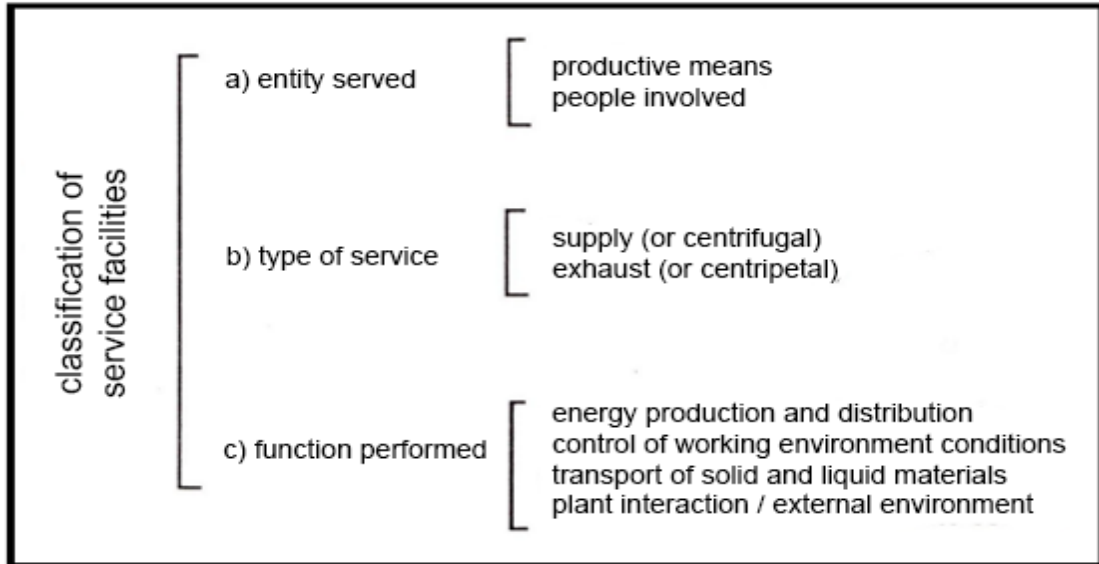 classification of
service facilities
a) entity served
productive means
people involved
b) type of service
supply (or centrifugal)
exhaust (or centripetal)
c) function performed
energy production and distribution
control of working environment conditions
transport of solid and liquid materials
plant interaction / external environment